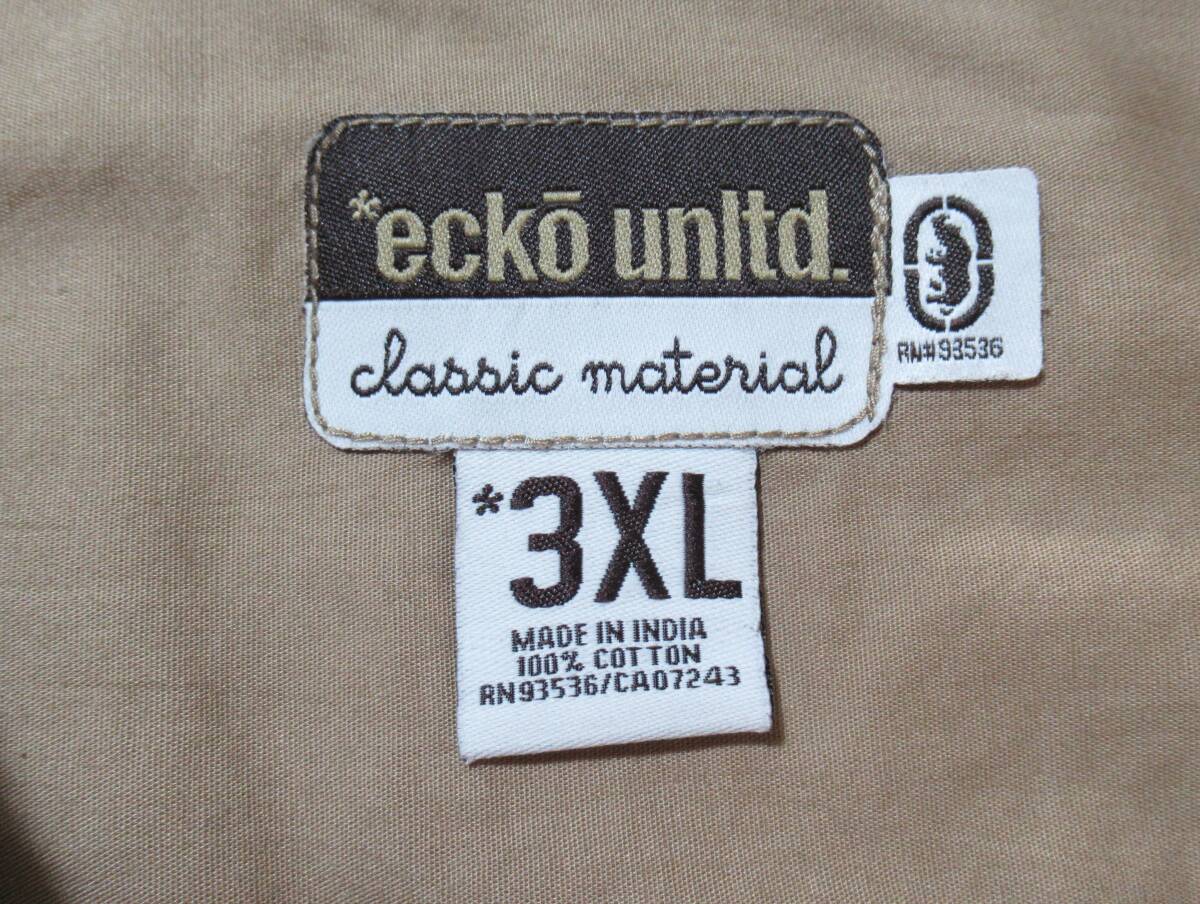 *eckō unltd.
classic material
RN#93536
*3XL
MADE IN INDIA
100% COTTON
RN93536/CA07243